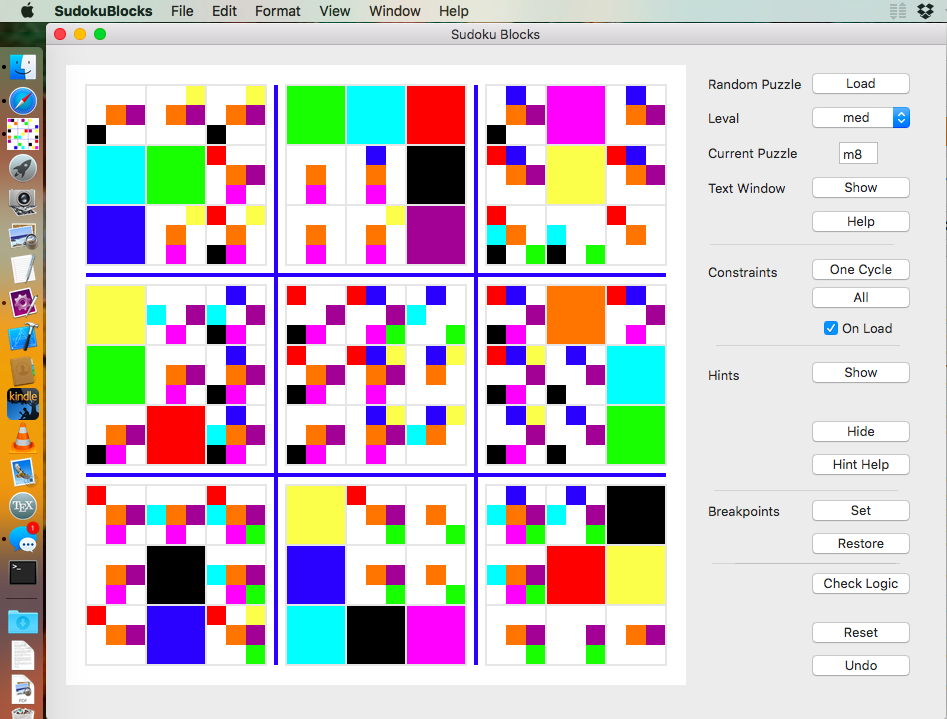 SudokuBlocks File Edit Format View Window Help
Sudoku Blocks
Random Puzzle Load
Leval med
Current Puzzle m8
Text Window Show
Help
Constraints One Cycle
All
On Load
Hints Show
Hide
Hint Help
Breakpoints Set
Restore
Check Logic
Reset
Undo
kindle
TEX
1
PDF